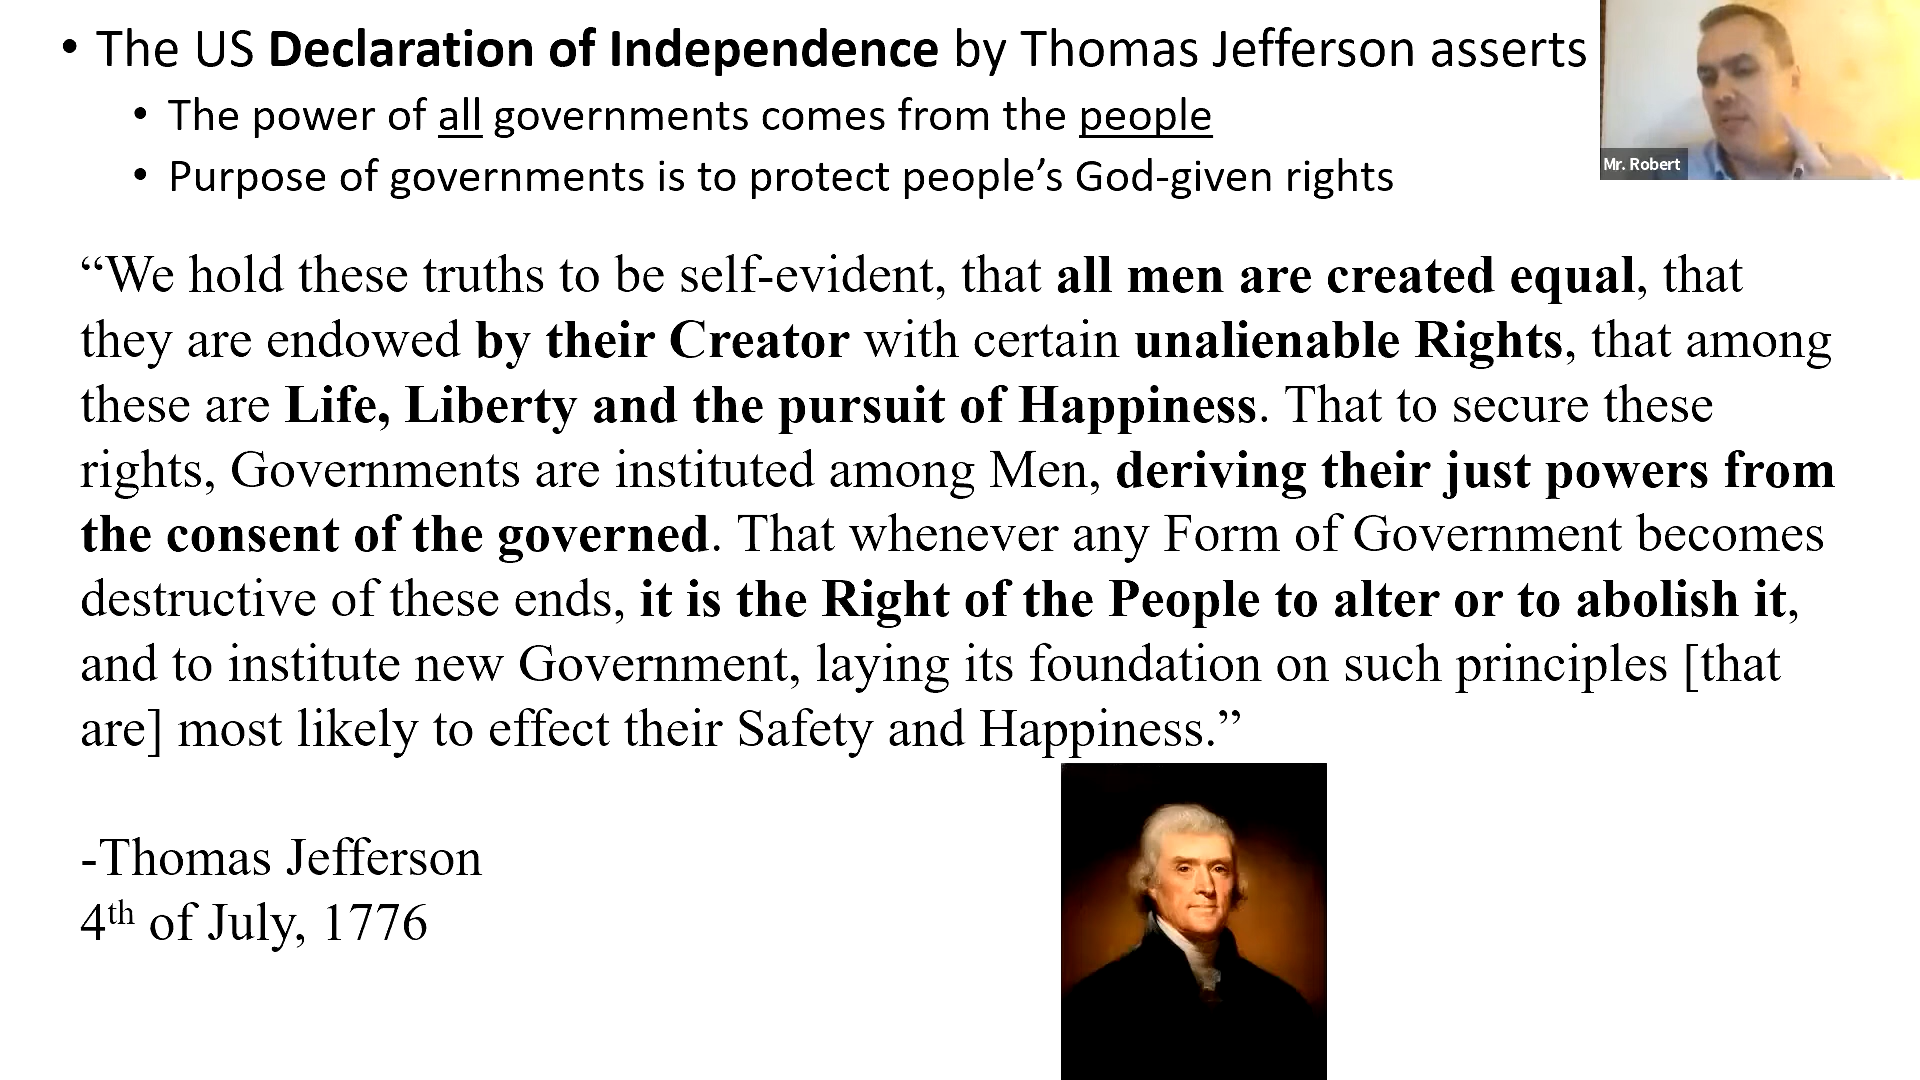 • The US Declaration of Independence by Thomas Jefferson asserts
• The power of all governments comes from the people
• Purpose of governments is to protect people’s God-given rights
Mr. Robert
“We hold these truths to be self-evident, that all men are created equal, that
they are endowed by their Creator with certain unalienable Rights, that among
these are Life, Liberty and the pursuit of Happiness. That to secure these
rights, Governments are instituted among Men, deriving their just powers from
the consent of the governed. That whenever any Form of Government becomes
destructive of these ends, it is the Right of the People to alter or to abolish it,
and to institute new Government, laying its foundation on such principles [that
are] most likely to effect their Safety and Happiness.”
-Thomas Jefferson
4th of July, 1776